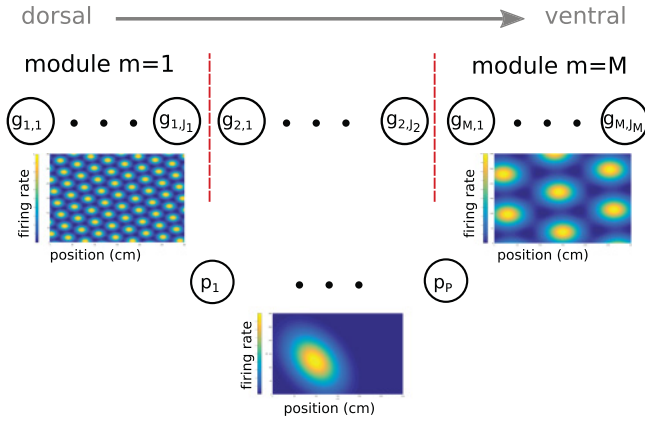 dorsal ventral
module m=1 module m=M
g1,1 g1,J1 g2,1 g2,J2 gM,1 gM,JM
firing rate firing rate
position (cm) position (cm)
p1 pP
firing rate
position (cm)